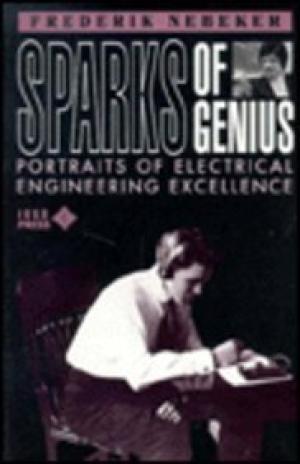 FREDERIK NEBEKER
SPARKS
OF
GENIUS
PORTRAITS OF ELECTRICAL
ENGINEERING EXCELLENCE
IEEE
PRESS